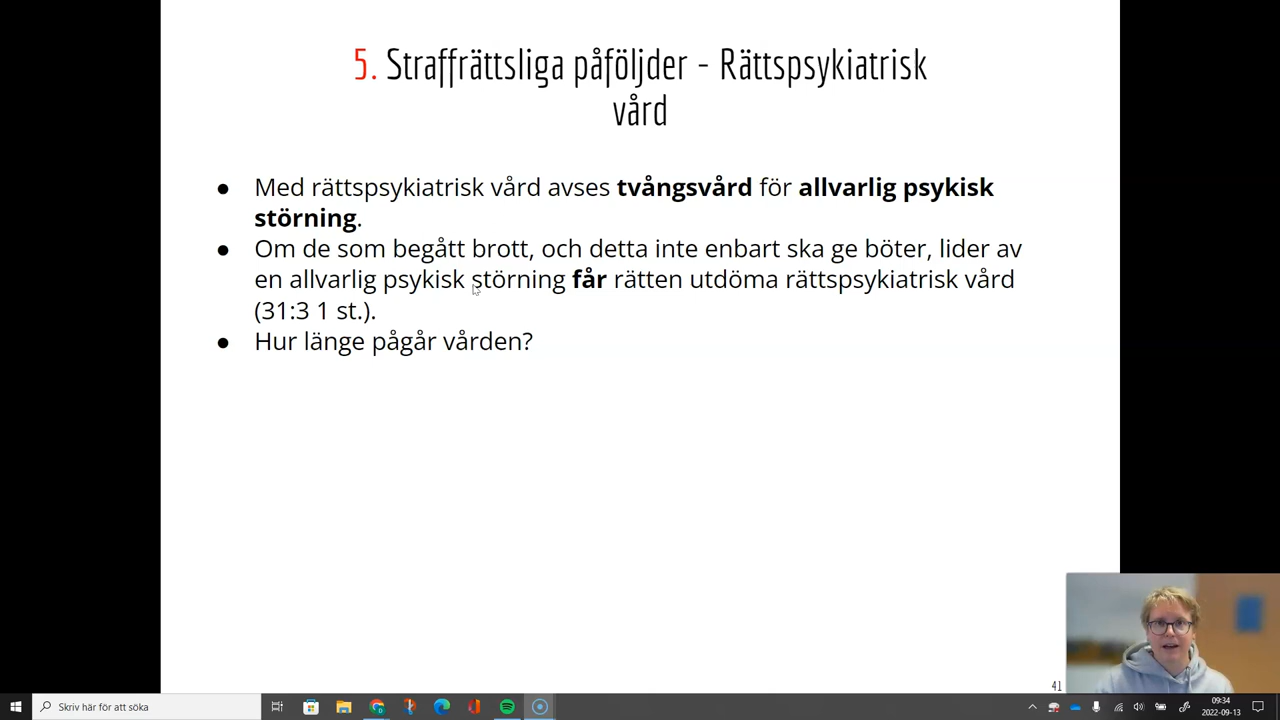 5. Straffrättsliga påföljder - Rättspsykiatrisk
vård
● Med rättspsykiatrisk vård avses tvångsvård för allvarlig psykisk
störning.
● Om de som begått brott, och detta inte enbart ska ge böter, lider av
en allvarlig psykisk störning får rätten utdöma rättspsykiatrisk vård
(31:3 1 st.).
● Hur länge pågår vården?
41
Skriv här för att söka
09:34
2022-09-13